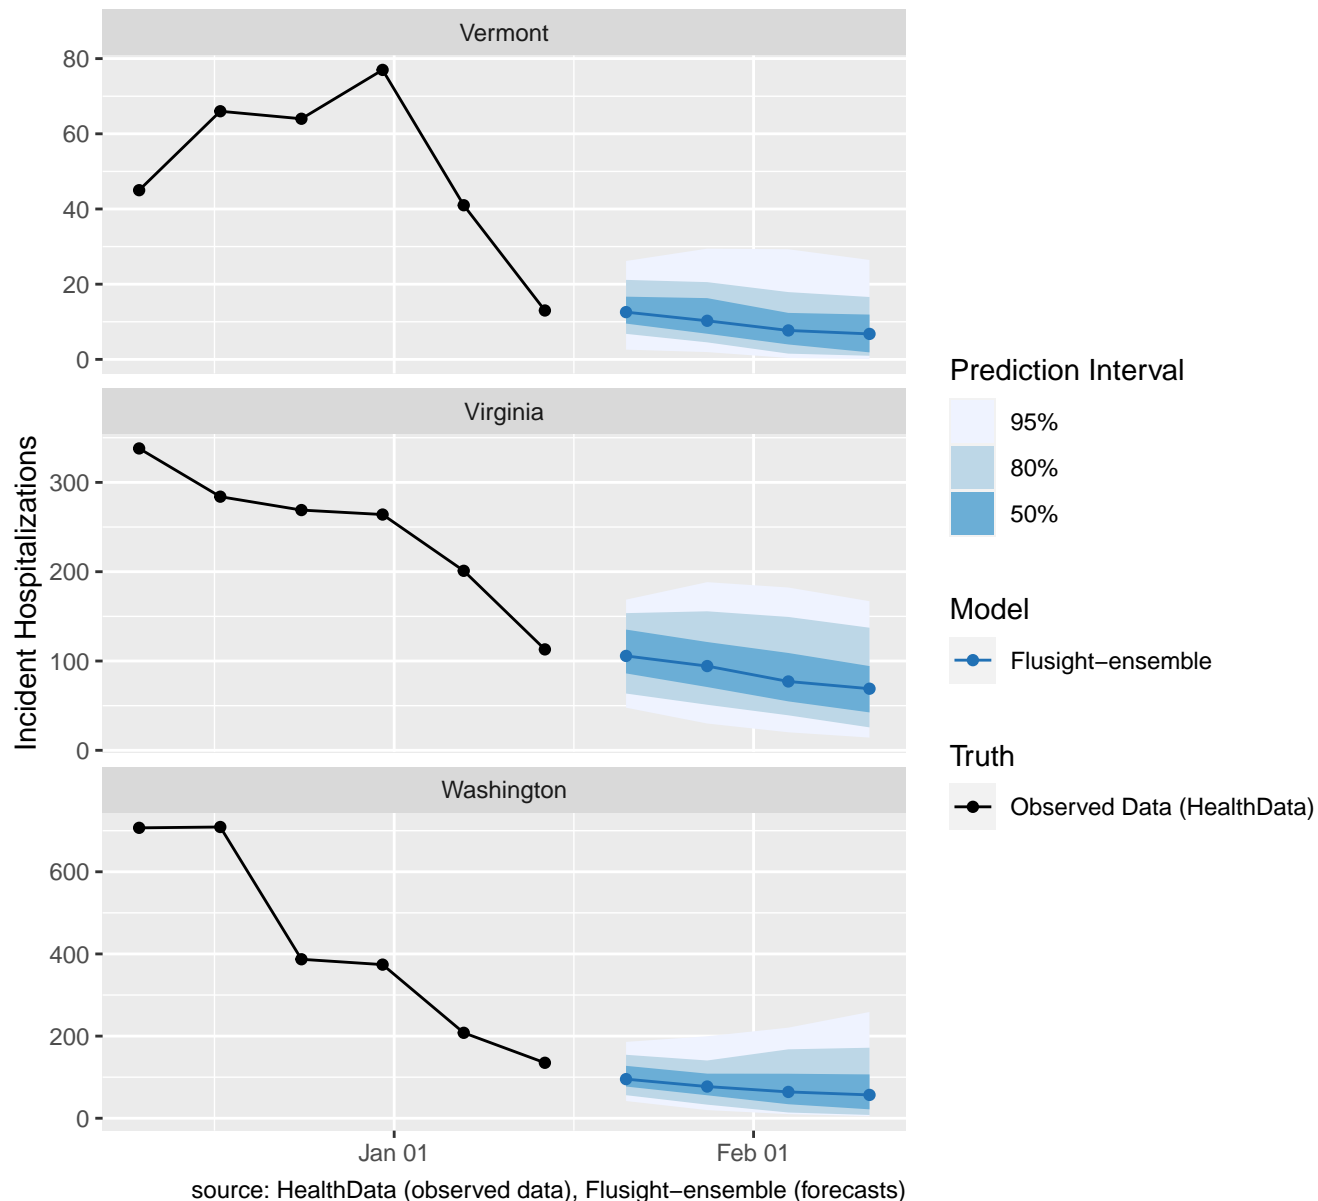 Vermont
80
60
40
20
0
Virginia
300
200
100
0
Washington
600
400
200
0
Incident Hospitalizations
Jan 01
Feb 01
source: HealthData (observed data), Flusight−ensemble (forecasts)
Prediction Interval
95%
80%
50%
Model
Flusight−ensemble
Truth
Observed Data (HealthData)